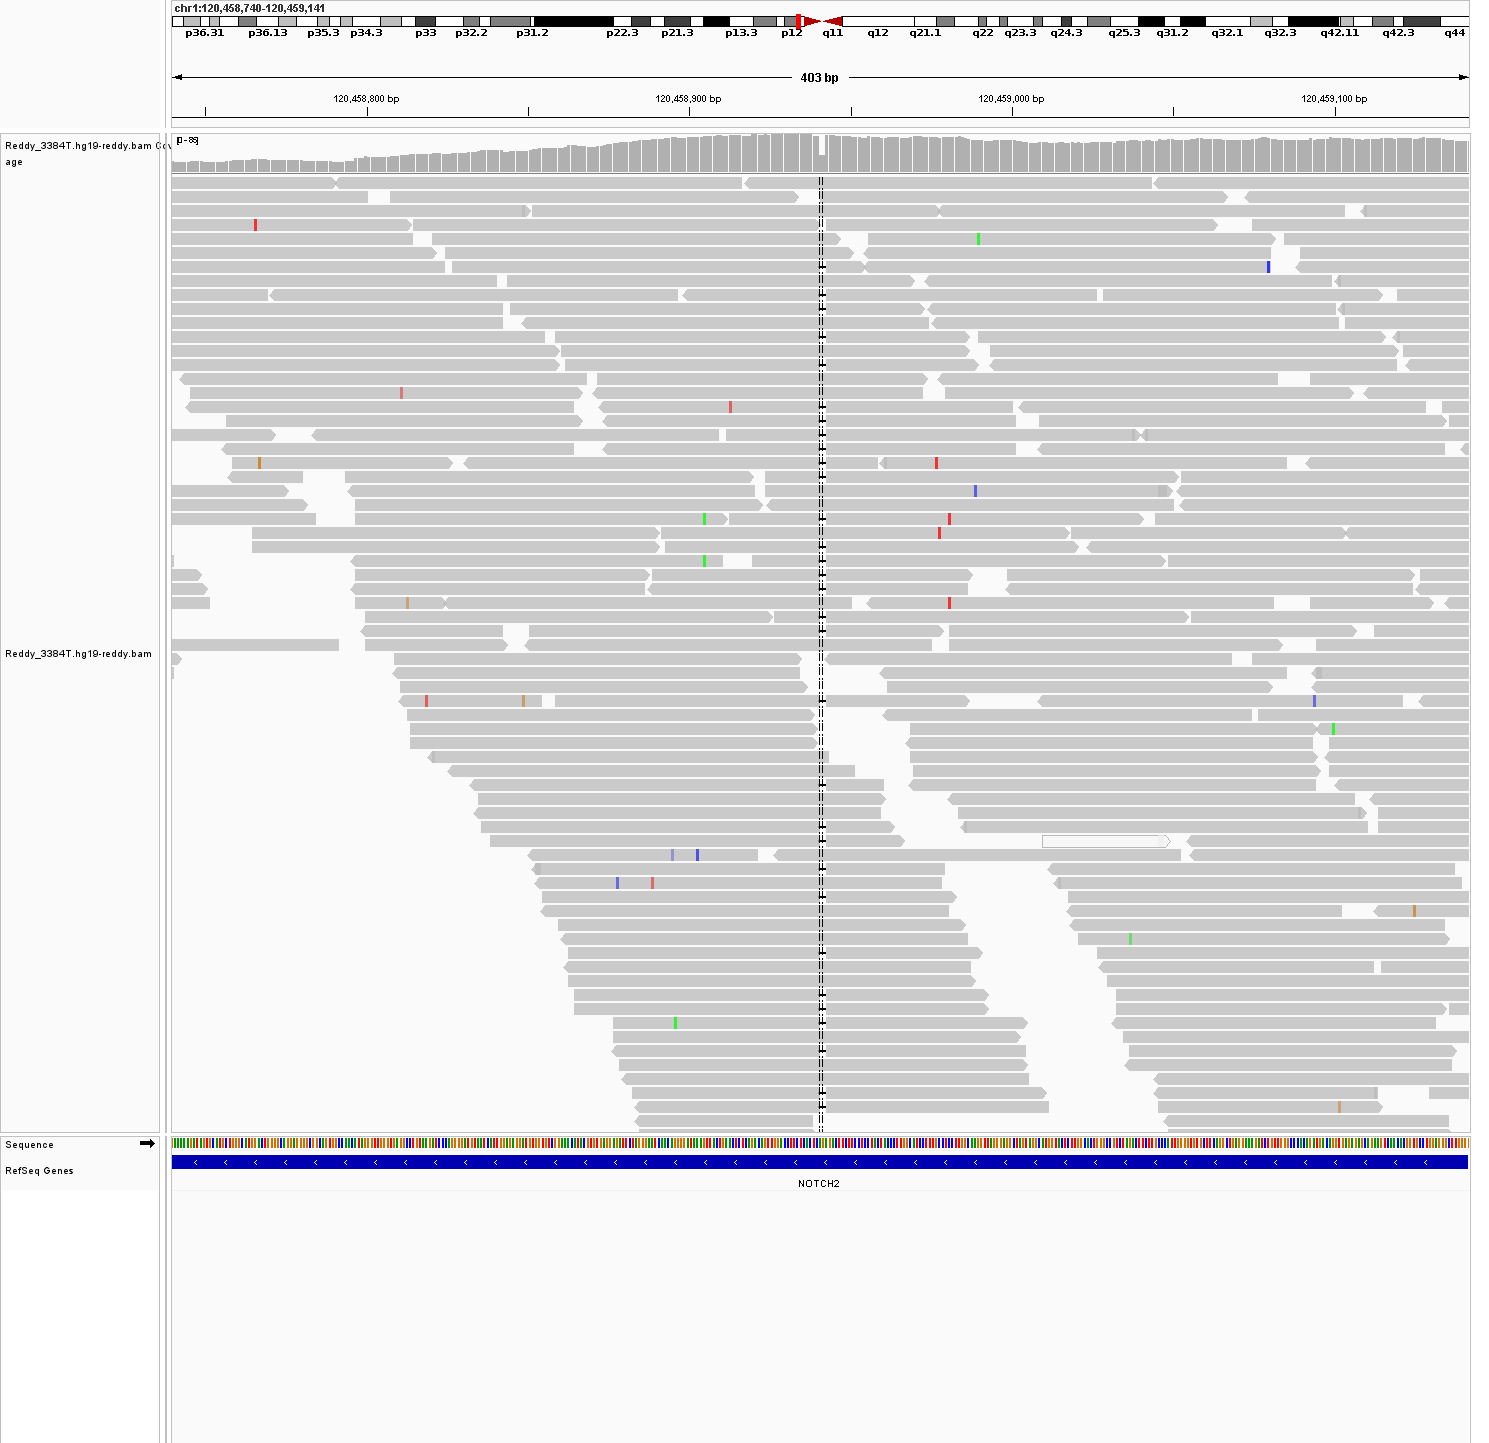 chr1:120,458,740-120,459,141
p36.31 p36.13 p35.3 p34.3 p33 p32.2 p31.2 p22.3 p21.3 p13.3 p12 q11 q12 q21.1 q22 q23.3 q24.3 q25.3 q31.2 q32.1 q32.3 q42.11 q42.3 q44
403 bp
120,458,800 bp 120,458,900 bp 120,459,000 bp 120,459,100 bp
[0 - 89]
Reddy_3384T.hg19-reddy.bam Cov
age
Reddy_3384T.hg19-reddy.bam
Sequence
RefSeq Genes
NOTCH2